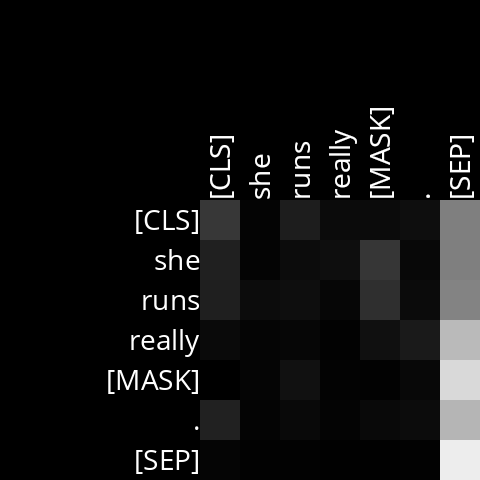 [CLS] she runs really [MASK] . [SEP]
[CLS]
she
runs
really
[MASK]
.
[SEP]